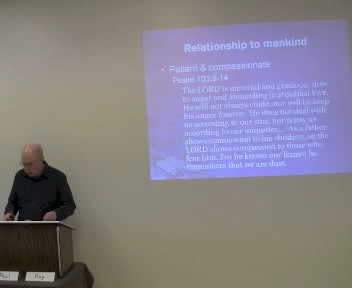 Relationship to mankind
• Patient & compassionate
Psalm 103:8-14
The LORD is merciful and gracious, slow
to anger and abounding in steadfast love.
He will not always chide, nor will he keep
his anger forever. He does not deal with
us according to our sins, nor repay us
according to our iniquities.... As a father
shows compassion to his children, so the
LORD shows compassion to those who
fear him. For he knows our frame; he
remembers that we are dust.
Paul
Ray